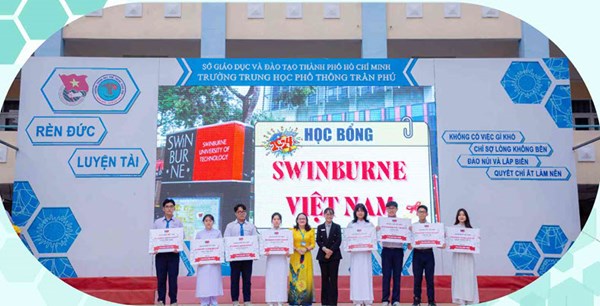 SỞ GIÁO DỤC VÀ ĐÀO TẠO THÀNH PHỐ HỒ CHÍ MINH
TRƯỜNG TRUNG HỌC PHỔ THÔNG TRẦN PHÚ
RÈN ĐỨC
LUYỆN TÀI
SWIN
BUR
NE
SWINBURNE
UNIVERSITY OF
TECHNOLOGY
2024
HỌC BỔNG
SWINBURNE
VIỆT NAM
KHÔNG CÓ VIỆC GÌ KHÓ
CHỈ SỢ LÒNG KHÔNG BỀN
ĐÀO NÚI VÀ LẤP BIỂN
QUYẾT CHÍ ẮT LÀM NÊN